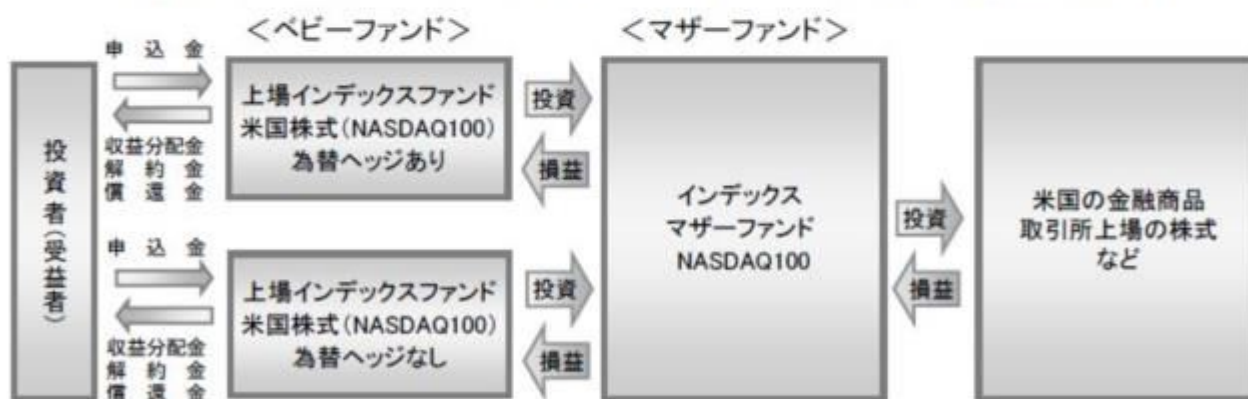 ＜ベビーファンド＞
＜マザーファンド＞
投資者(受益者)
申込金
収益分配金
解約金
償還金
上場インデックスファンド
米国株式(NASDAQ100)
為替ヘッジあり
投資
損益
申込金
収益分配金
解約金
償還金
上場インデックスファンド
米国株式(NASDAQ100)
為替ヘッジなし
投資
損益
インデックス
マザーファンド
NASDAQ100
投資
損益
米国の金融商品
取引所上場の株式
など